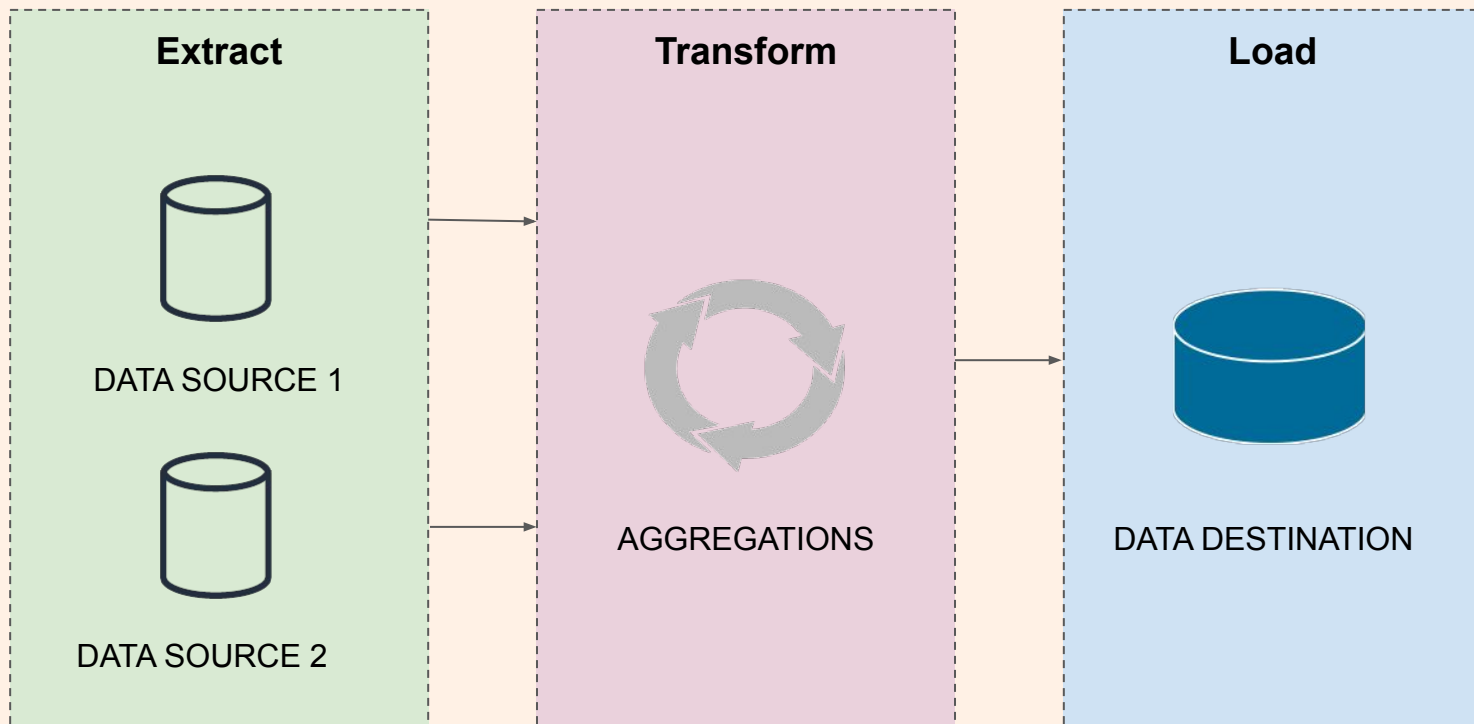 Extract
DATA SOURCE 1
DATA SOURCE 2
Transform
AGGREGATIONS
Load
DATA DESTINATION